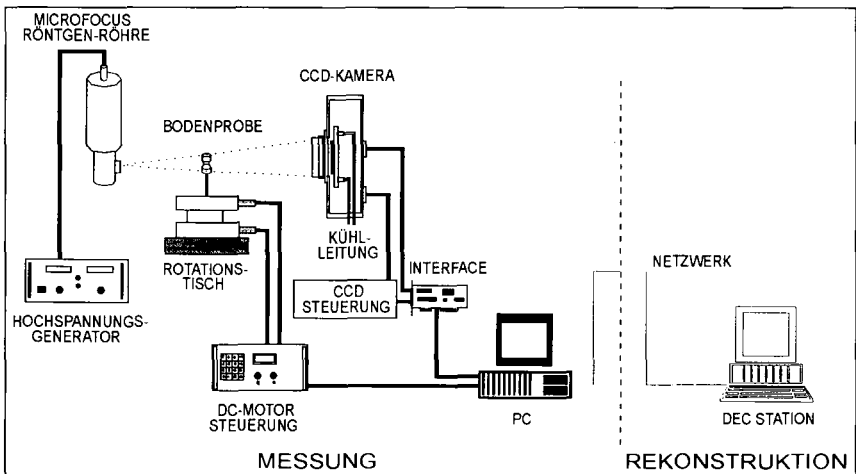 MICROFOCUS
RÖNTGEN-RÖHRE
CCD-KAMERA
BODENPROBE
KÜHL-
LEITUNG
ROTATIONS-
TISCH
INTERFACE
NETZWERK
CCD
STEUERUNG
HOCHSPANNUNGS-
GENERATOR
DC-MOTOR
STEUERUNG
PC
DEC STATION
MESSUNG
REKONSTRUKTION